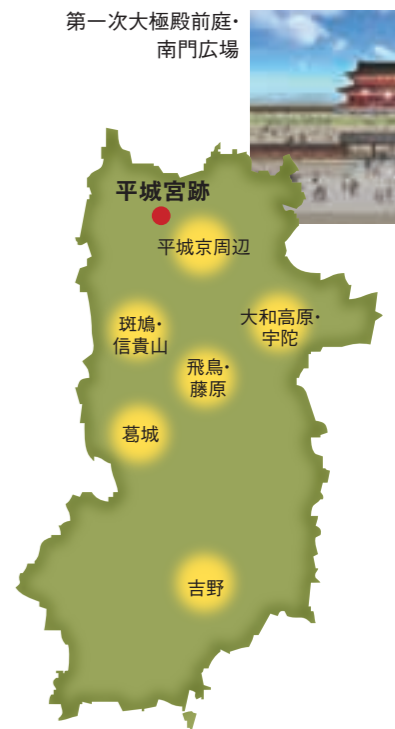 第一次大極殿前庭・
南門広場
平城宮跡
平城京周辺
斑鳩・
信貴山
大和高原・
宇陀
飛鳥・
藤原
葛城
吉野